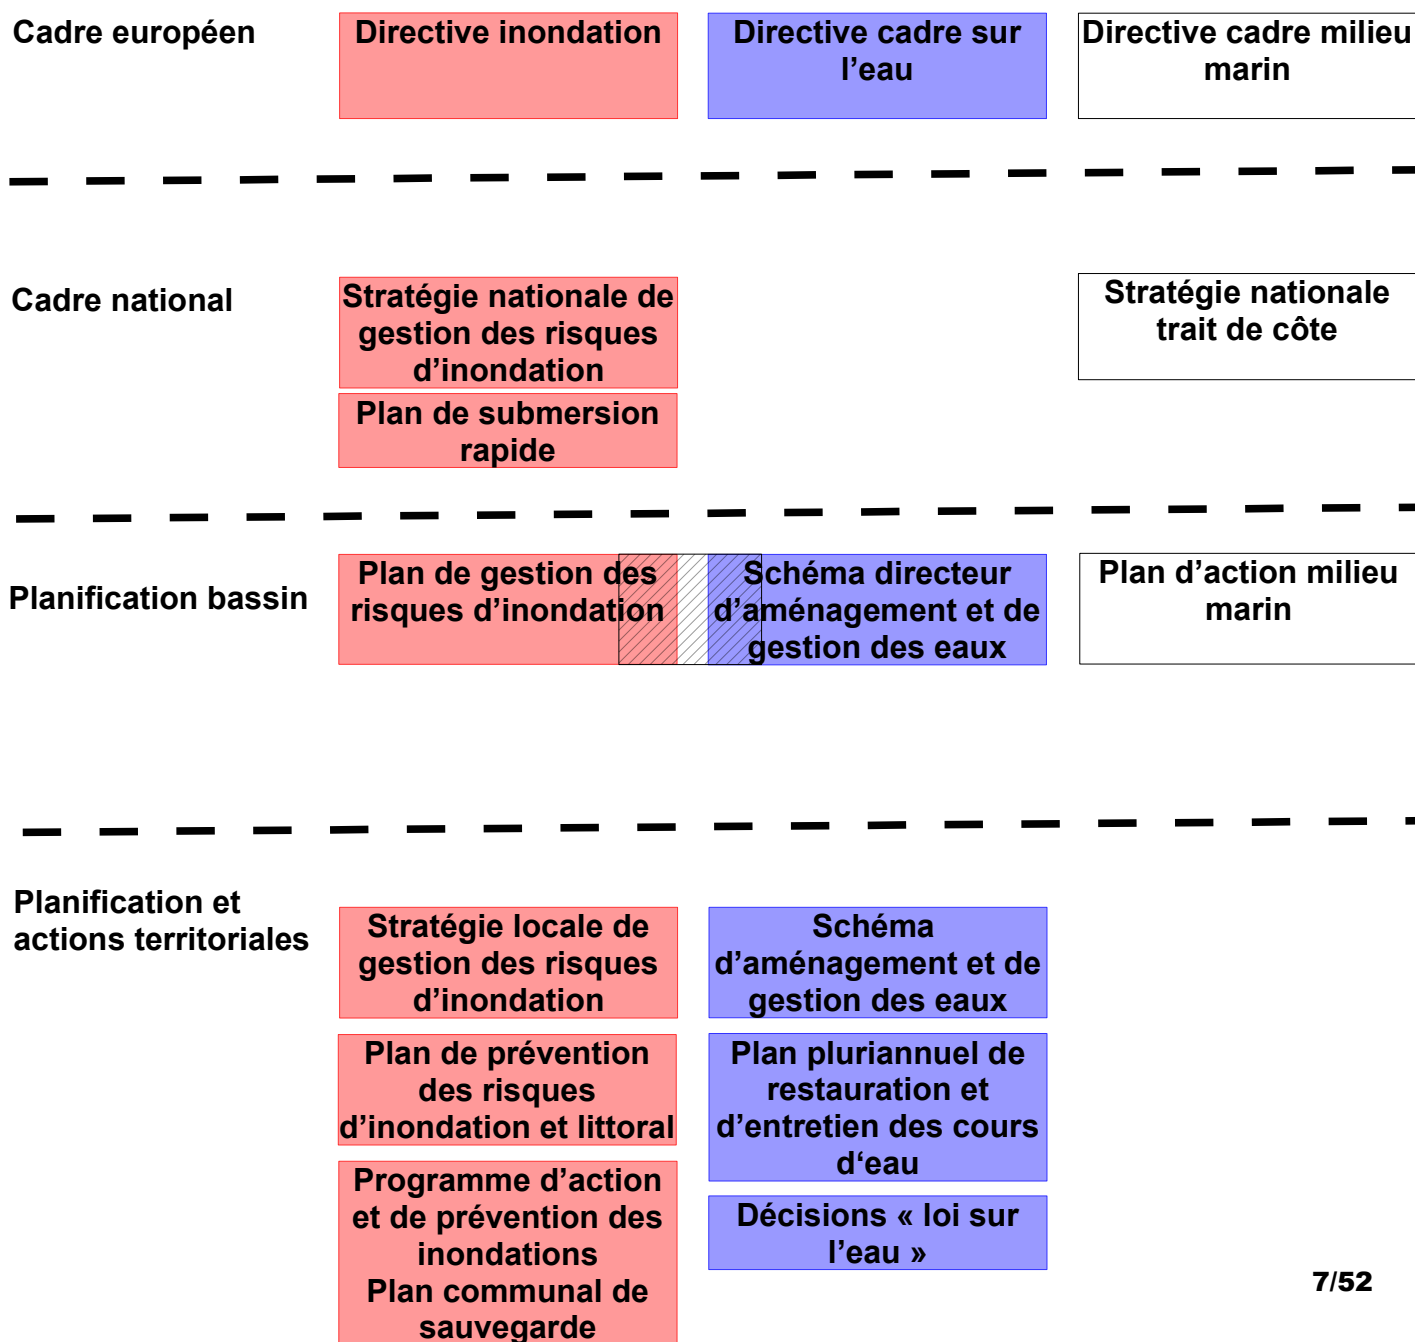 Cadre européen
Directive inondation
Directive cadre sur
l’eau
Directive cadre milieu
marin
Cadre national
Stratégie nationale de
gestion des risques
d’inondation
Plan de submersion
rapide
Stratégie nationale
trait de côte
Planification bassin
Plan de gestion des
risques d’inondation
Schéma directeur
d’aménagement et de
gestion des eaux
Plan d’action milieu
marin
Planification et
actions territoriales
Stratégie locale de
gestion des risques
d’inondation
Plan de prévention
des risques
d’inondation et littoral
Programme d’action
et de prévention des
inondations
Plan communal de
sauvegarde
Schéma
d’aménagement et de
gestion des eaux
Plan pluriannuel de
restauration et
d’entretien des cours
d‘eau
Décisions « loi sur
l’eau »
7/52